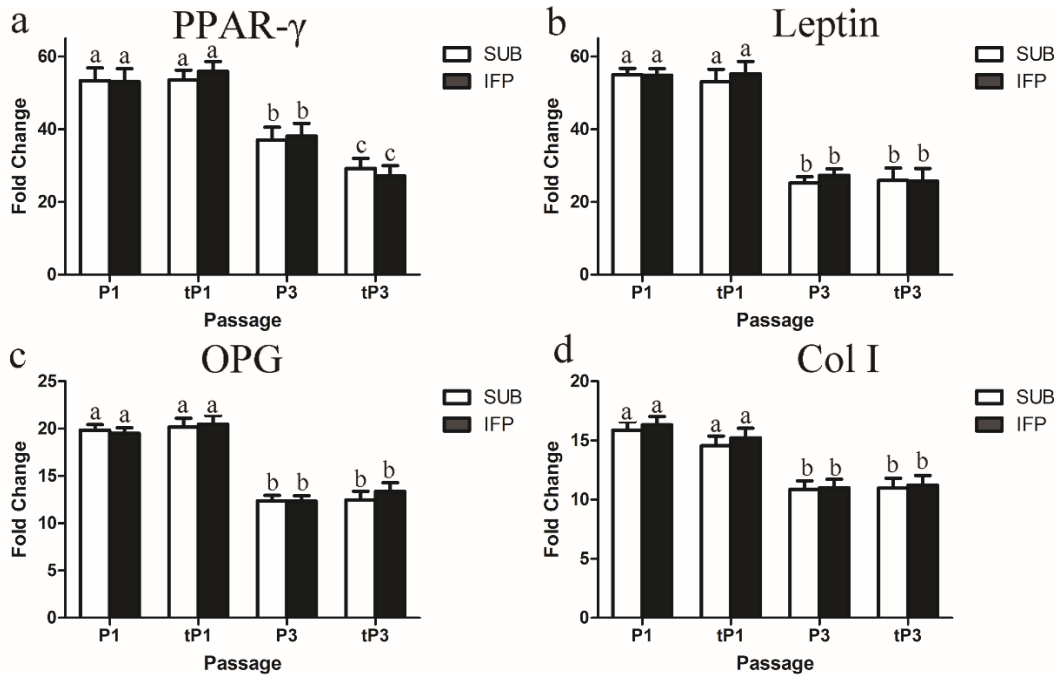 a PPAR-γ
60
40
20
0
Fold Change
a a a a b b c c
SUB
IFP
P1 tP1 P3 tP3
Passage
b Leptin
60
40
20
0
Fold Change
a a a a b b b b
SUB
IFP
P1 tP1 P3 tP3
Passage
c OPG
25
20
15
10
5
0
Fold Change
a a a a b b b b
SUB
IFP
P1 tP1 P3 tP3
Passage
d Col I
20
15
10
5
0
Fold Change
a a a a b b b b
SUB
IFP
P1 tP1 P3 tP3
Passage